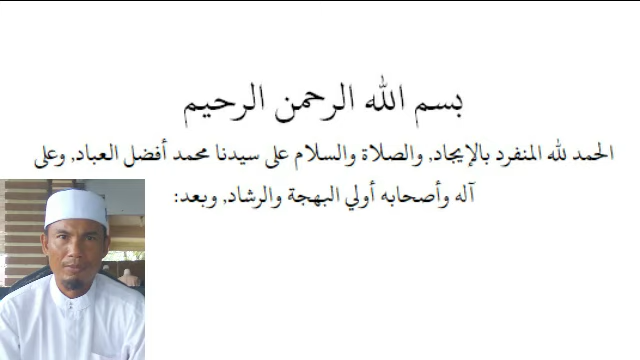 بسم الله الرحمن الرحيم
الحمد لله المنفرد بالإيجاد, والصلاة والسلام على سيدنا محمد أفضل العباد, وعلى
آله وأصحابه أولي البهجة والرشاد, وبعد: